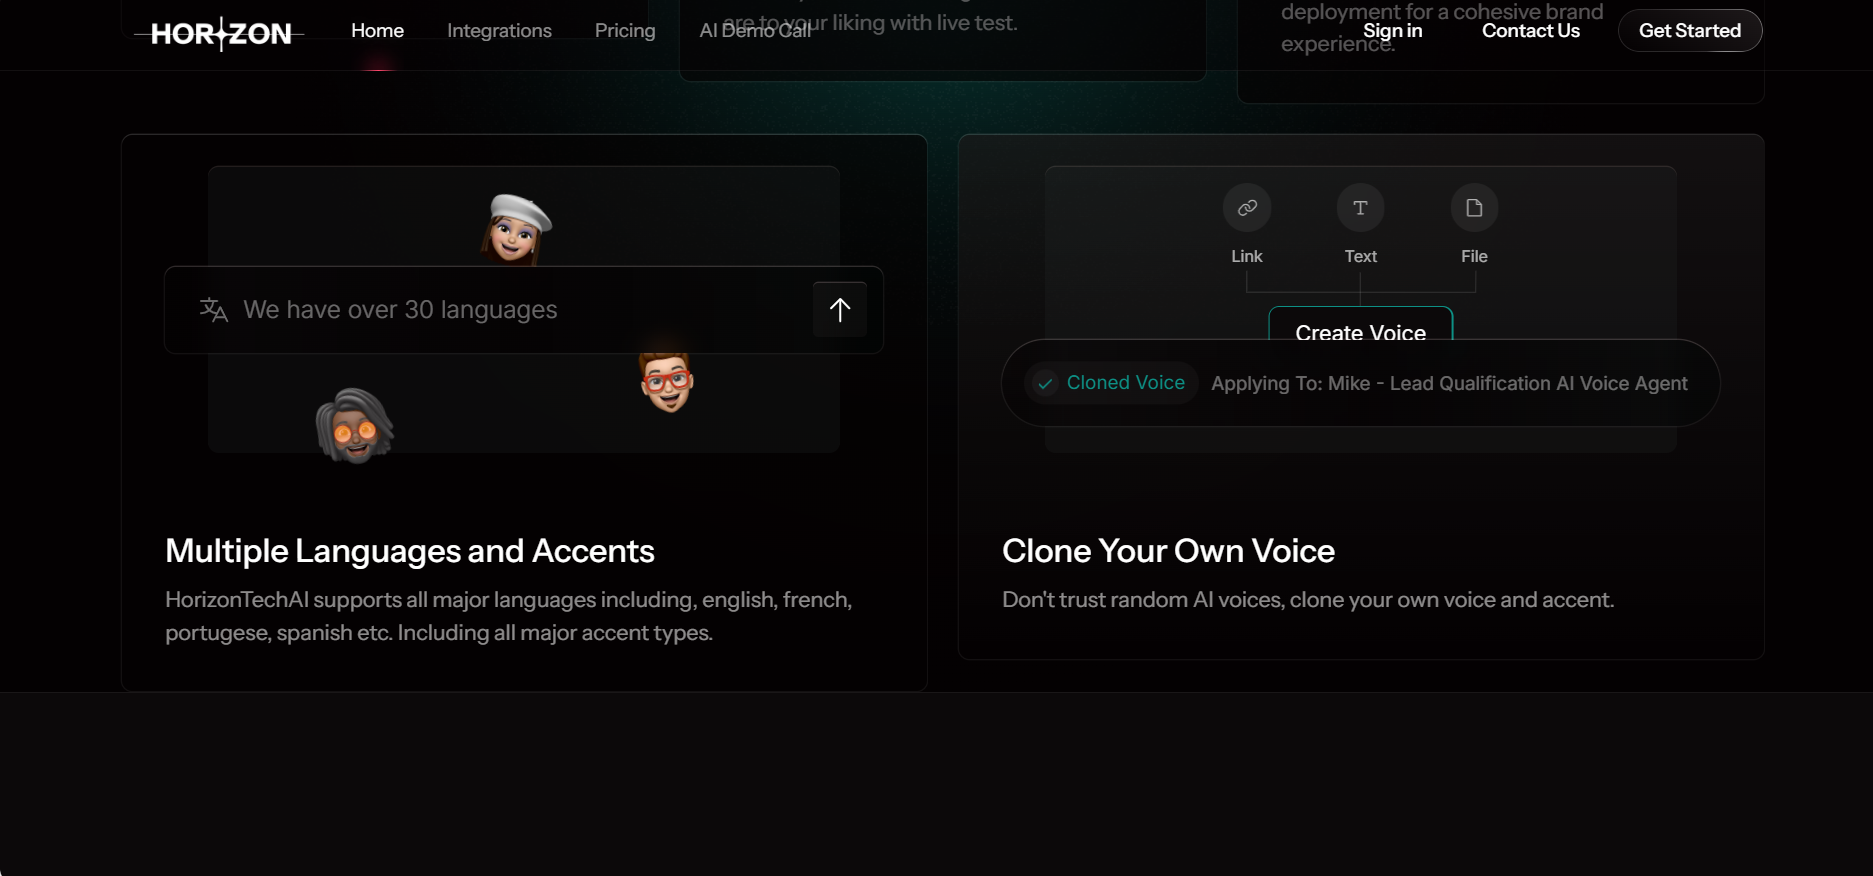 HORIZON
Home
Integrations
Pricing
AI Demo Call
Sign in
Contact Us
Get Started
are to your liking with live test.
deployment for a cohesive brand
experience.
We have over 30 languages
Multiple Languages and Accents
HorizonTechAI supports all major languages including, english, french,
portugese, spanish etc. Including all major accent types.
Link
Text
File
Create Voice
Cloned Voice
Applying To: Mike - Lead Qualification AI Voice Agent
Clone Your Own Voice
Don't trust random AI voices, clone your own voice and accent.